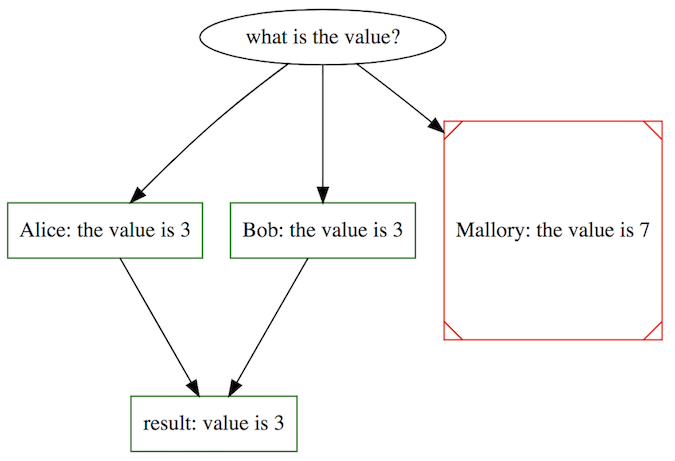 what is the value?
Alice: the value is 3
Bob: the value is 3
Mallory: the value is 7
result: value is 3